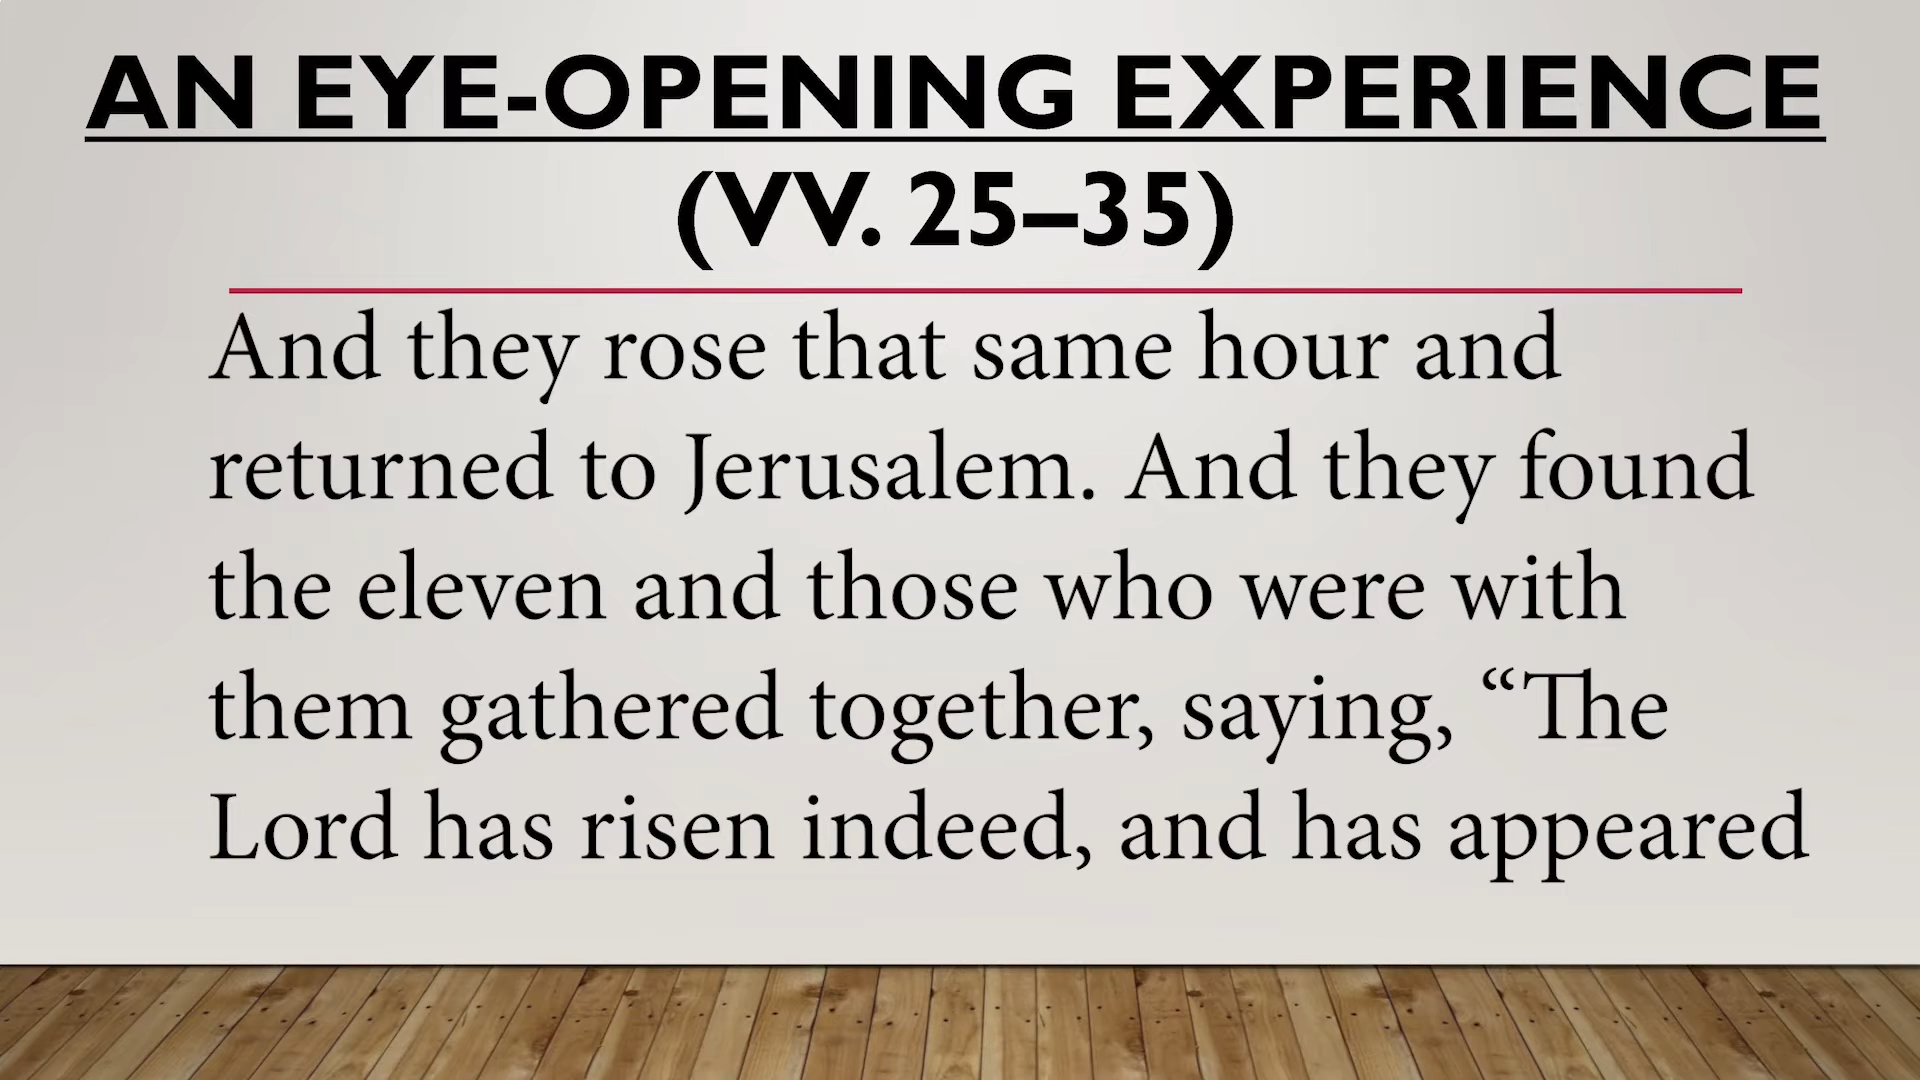 AN EYE-OPENING EXPERIENCE
(VV. 25–35)
And they rose that same hour and
returned to Jerusalem. And they found
the eleven and those who were with
them gathered together, saying, “The
Lord has risen indeed, and has appeared